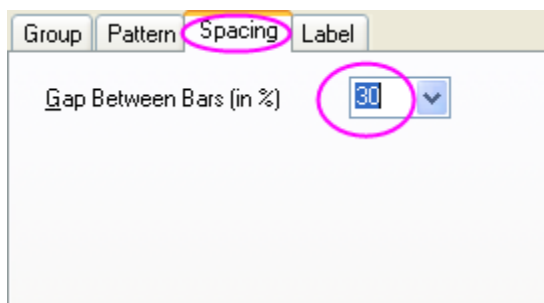 Group Pattern Spacing Label
Gap Between Bars (in %) 30